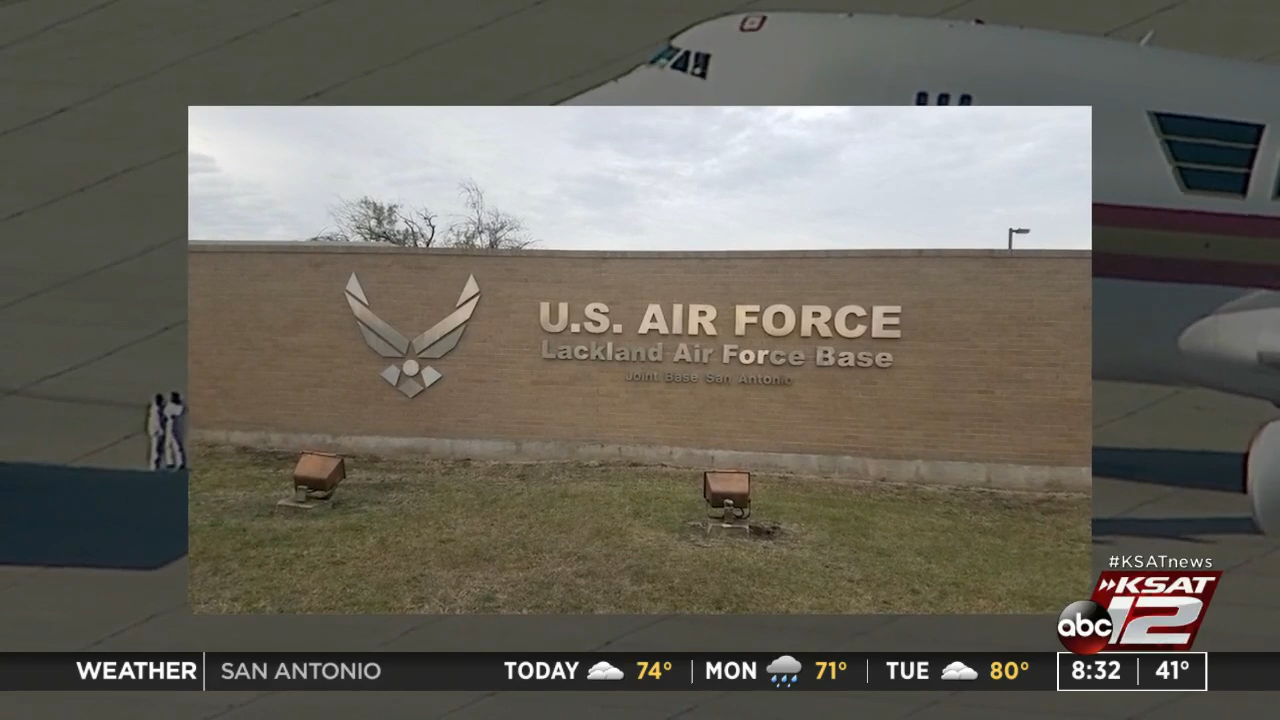 U.S. AIR FORCE
Lackland Air Force Base
Joint Base San Antonio
#KSATnews
KSAT
abc 12
WEATHER SAN ANTONIO TODAY 74° MON 71° TUE 80° 8:32 41°